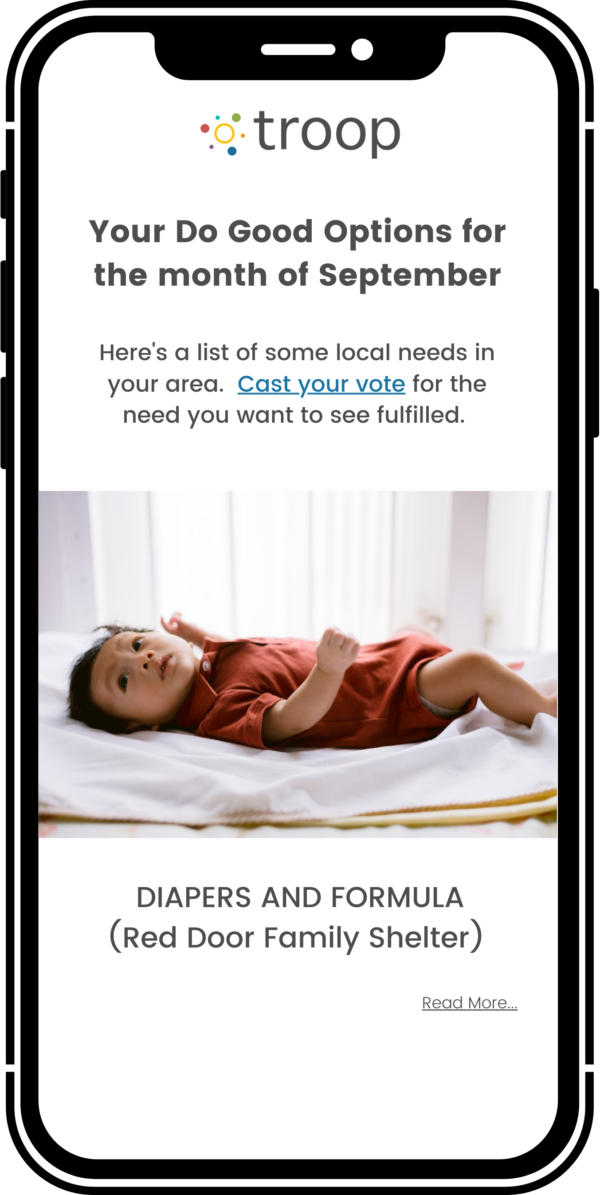 troop
Your Do Good Options for
the month of September
Here's a list of some local needs in
your area. Cast your vote for the
need you want to see fulfilled.
DIAPERS AND FORMULA
(Red Door Family Shelter)
Read More...